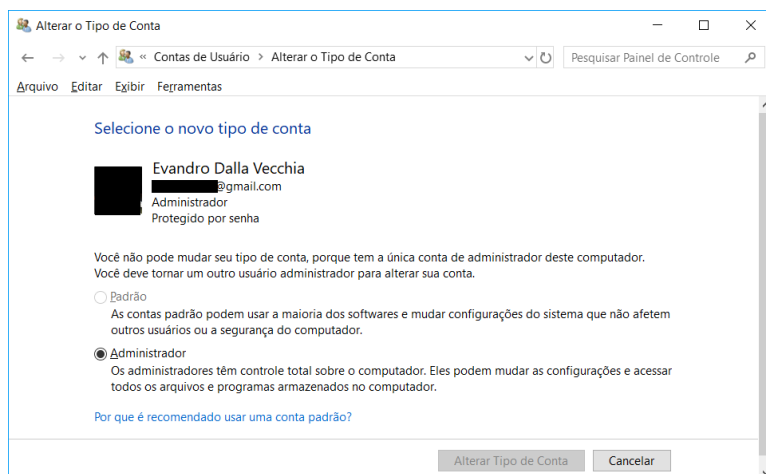 Alterar o Tipo de Conta
« Contas de Usuário > Alterar o Tipo de Conta
Pesquisar Painel de Controle
Arquivo Editar Exibir Ferramentas
Selecione o novo tipo de conta
Evandro Dalla Vecchia
@gmail.com
Administrador
Protegido por senha
Você não pode mudar seu tipo de conta, porque tem a única conta de administrador deste computador.
Você deve tornar um outro usuário administrador para alterar sua conta.
Padrão
As contas padrão podem usar a maioria dos softwares e mudar configurações do sistema que não afetem
outros usuários ou a segurança do computador.
Administrador
Os administradores têm controle total sobre o computador. Eles podem mudar as configurações e acessar
todos os arquivos e programas armazenados no computador.
Por que é recomendado usar uma conta padrão?
Alterar Tipo de Conta Cancelar